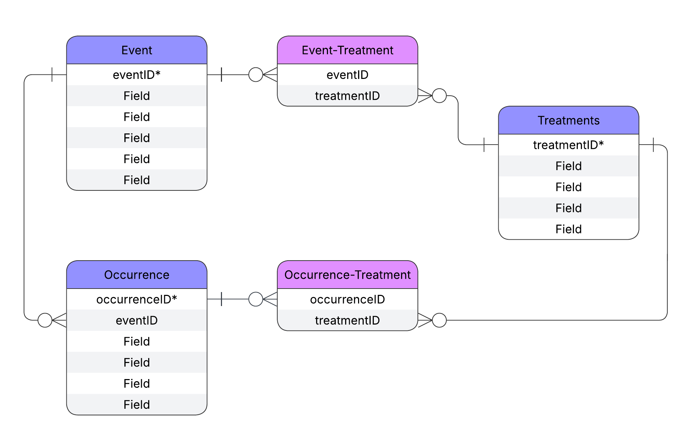 Event
eventID*
Field
Field
Field
Field
Field
Event-Treatment
eventID
treatmentID
Treatments
treatmentID*
Field
Field
Field
Field
Occurrence
occurrenceID*
eventID
Field
Field
Field
Field
Occurrence-Treatment
occurrenceID
treatmentID